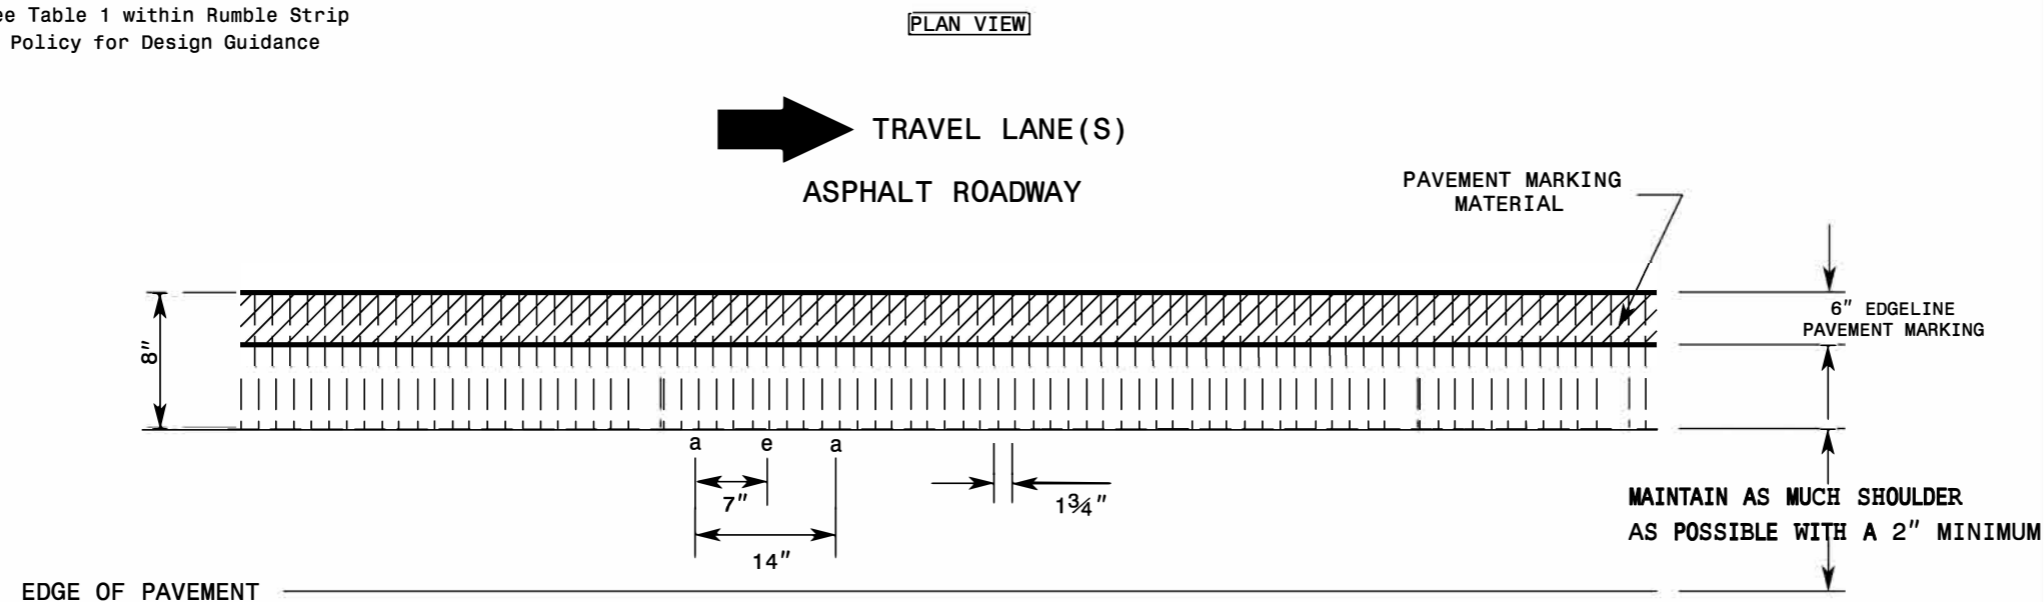 ee Table 1 within Rumble Strip
Policy for Design Guidance
PLAN VIEW
TRAVEL LANE(S)
ASPHALT ROADWAY
PAVEMENT MARKING
MATERIAL
6" EDGELINE
PAVEMENT MARKING
8"
a e a
7"
1¾"
14"
MAINTAIN AS MUCH SHOULDER
AS POSSIBLE WITH A 2" MINIMUM
EDGE OF PAVEMENT